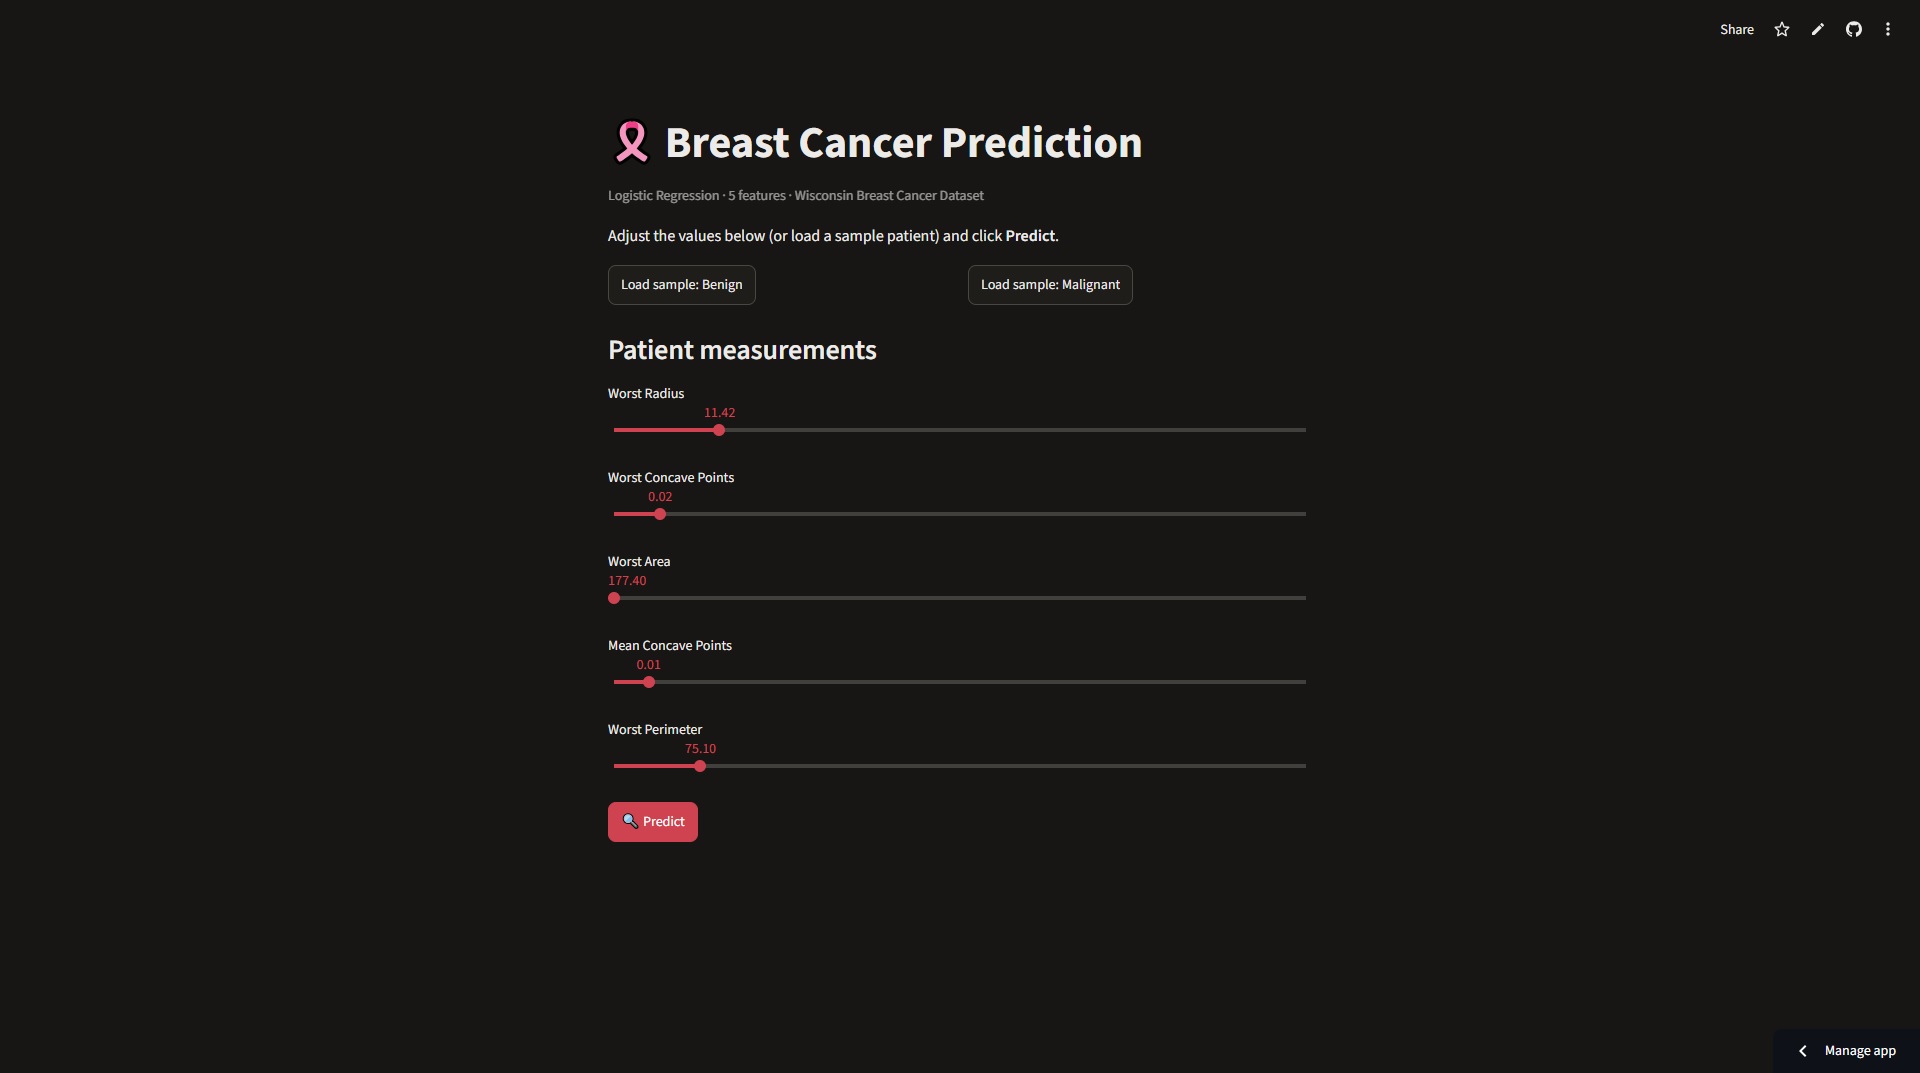 Share
Breast Cancer Prediction
Logistic Regression · 5 features · Wisconsin Breast Cancer Dataset
Adjust the values below (or load a sample patient) and click Predict.
Load sample: Benign
Load sample: Malignant
Patient measurements
Worst Radius
11.42
Worst Concave Points
0.02
Worst Area
177.40
Mean Concave Points
0.01
Worst Perimeter
75.10
Predict
Manage app